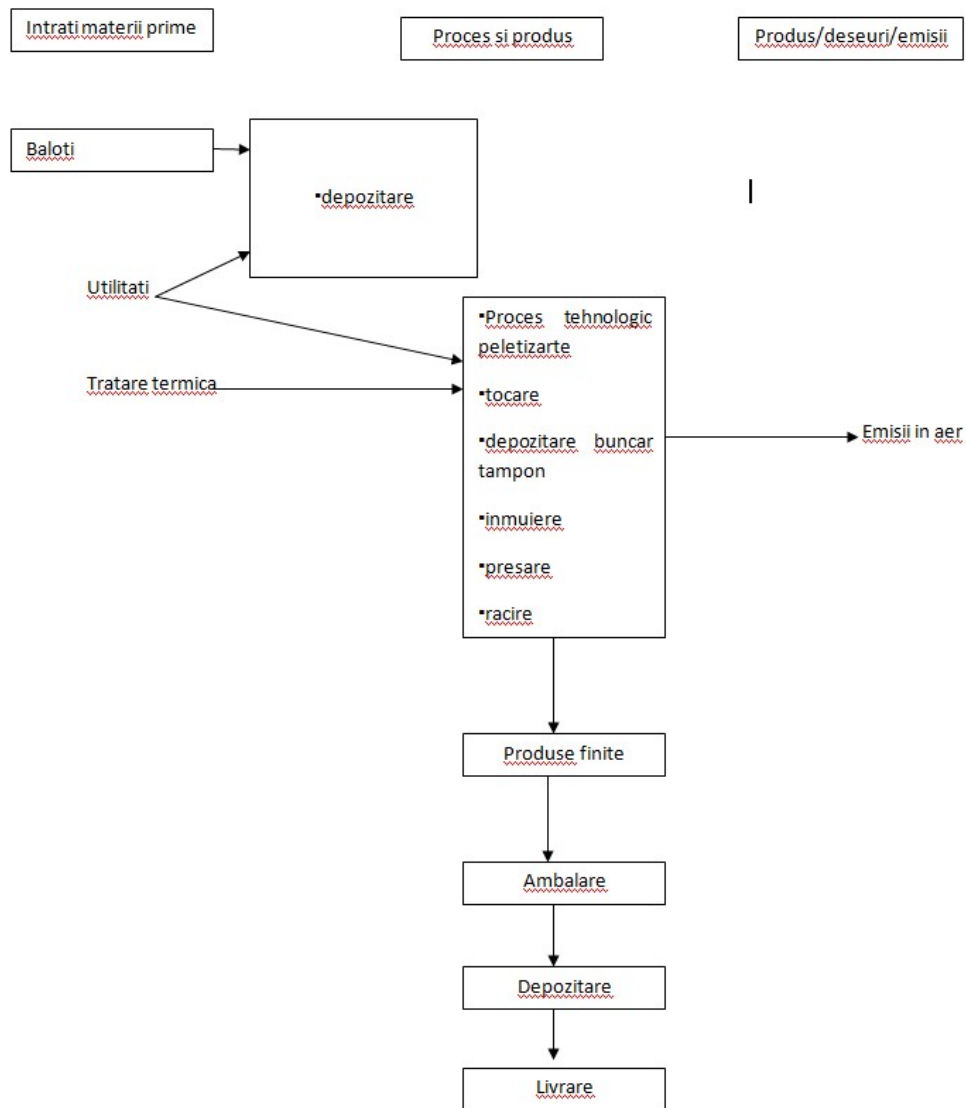 Intrati materii prime
Proces si produs
Produs/deseuri/emisii
Baloti
▪depozitare
Utilitati
▪Proces tehnologic
peletizarte
Tratare termica
▪tocare
▪depozitare buncar
tampon
Emisii in aer
▪inmuiere
▪presare
▪racire
Produse finite
Ambalare
Depozitare
Livrare